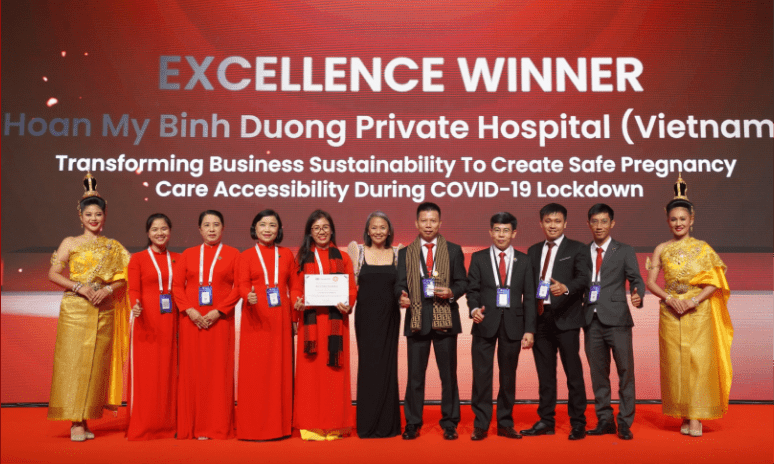 EXCELLENCE WINNER
Hoan My Binh Duong Private Hospital (Vietnam
Transforming Business Sustainability To Create Safe Pregnancy
Care Accessibility During COVID-19 Lockdown